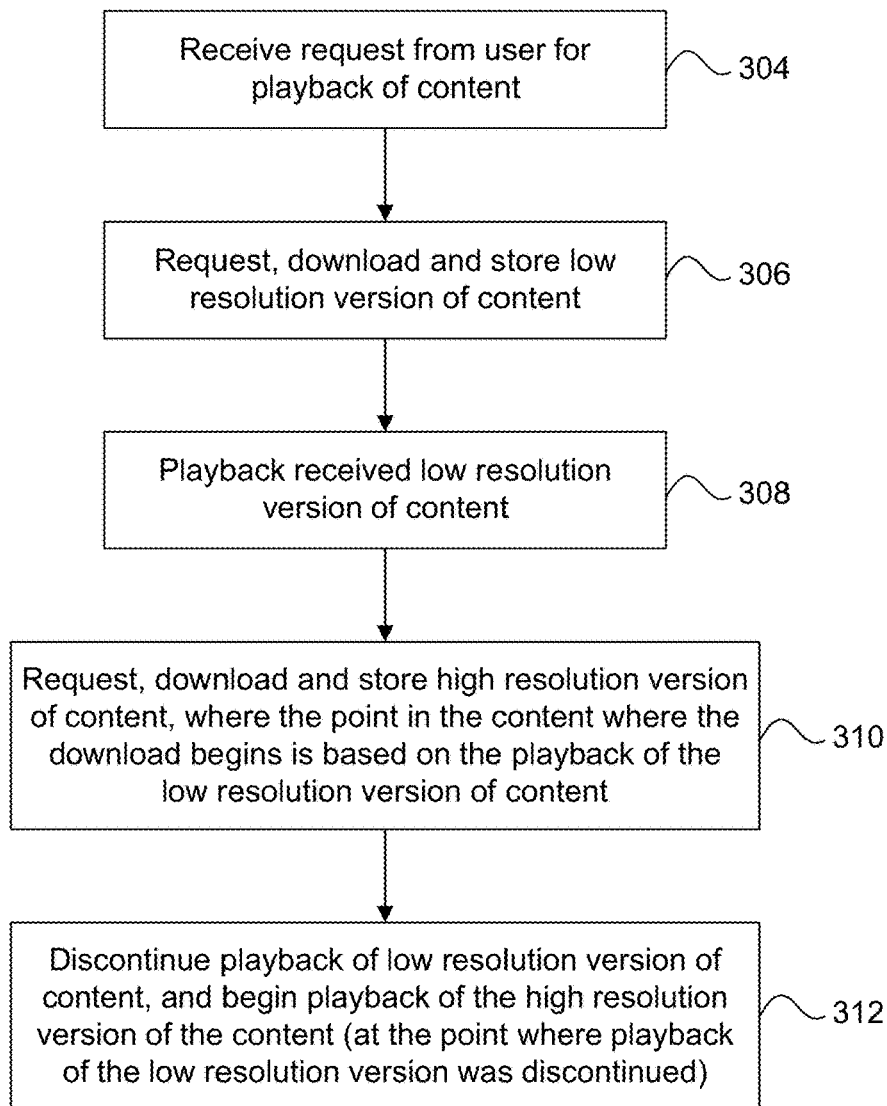 Receive request from user for
playback of content
304
Request, download and store low
resolution version of content
306
Playback received low resolution
version of content
308
Request, download and store high resolution version
of content, where the point in the content where the
download begins is based on the playback of the
low resolution version of content
310
Discontinue playback of low resolution version of
content, and begin playback of the high resolution
version of the content (at the point where playback
of the low resolution version was discontinued)
312